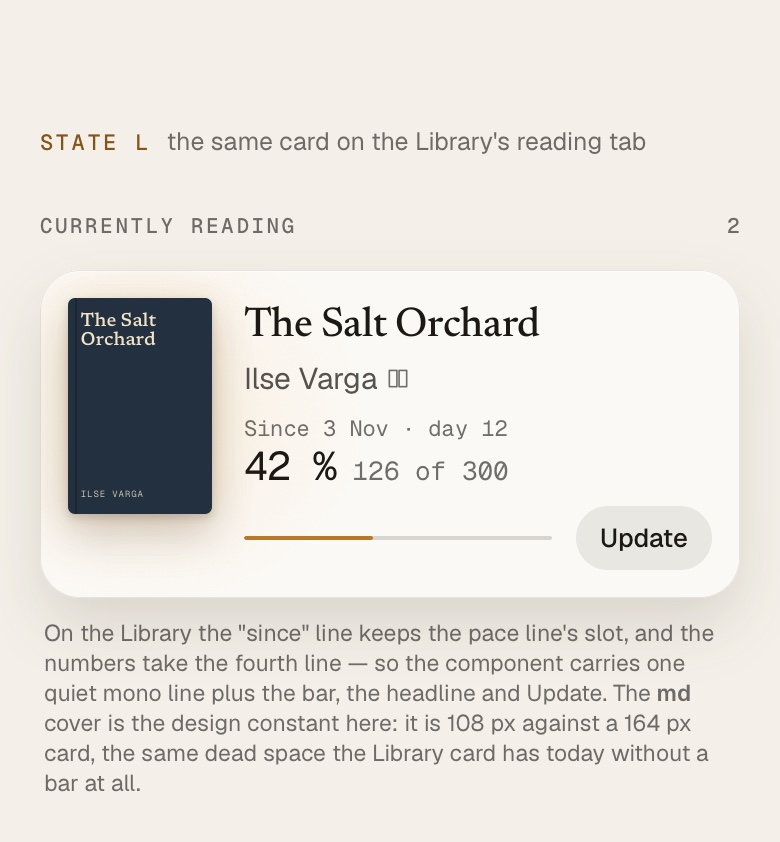 STATE L the same card on the Library's reading tab
CURRENTLY READING 2
The Salt
Orchard
ILSE VARGA
The Salt Orchard
Ilse Varga
Since 3 Nov · day 12
42 % 126 of 300
Update
On the Library the "since" line keeps the pace line's slot, and the
numbers take the fourth line — so the component carries one
quiet mono line plus the bar, the headline and Update. The md
cover is the design constant here: it is 108 px against a 164 px
card, the same dead space the Library card has today without a
bar at all.